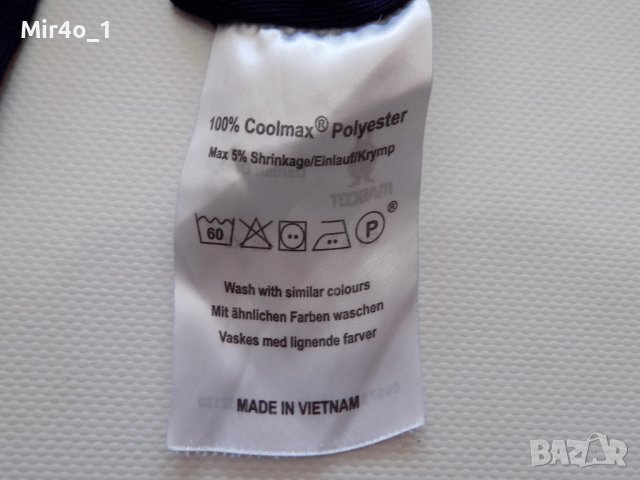 Mir4o_1
100% Coolmax® Polyester
Max 5% Shrinkage/Einlauf/Krymp
MASCOT
60 P ®
Wash with similar colours
Mit ähnlichen Farben waschen
Vaskes med lignende farver
MADE IN VIETNAM
BAZAR